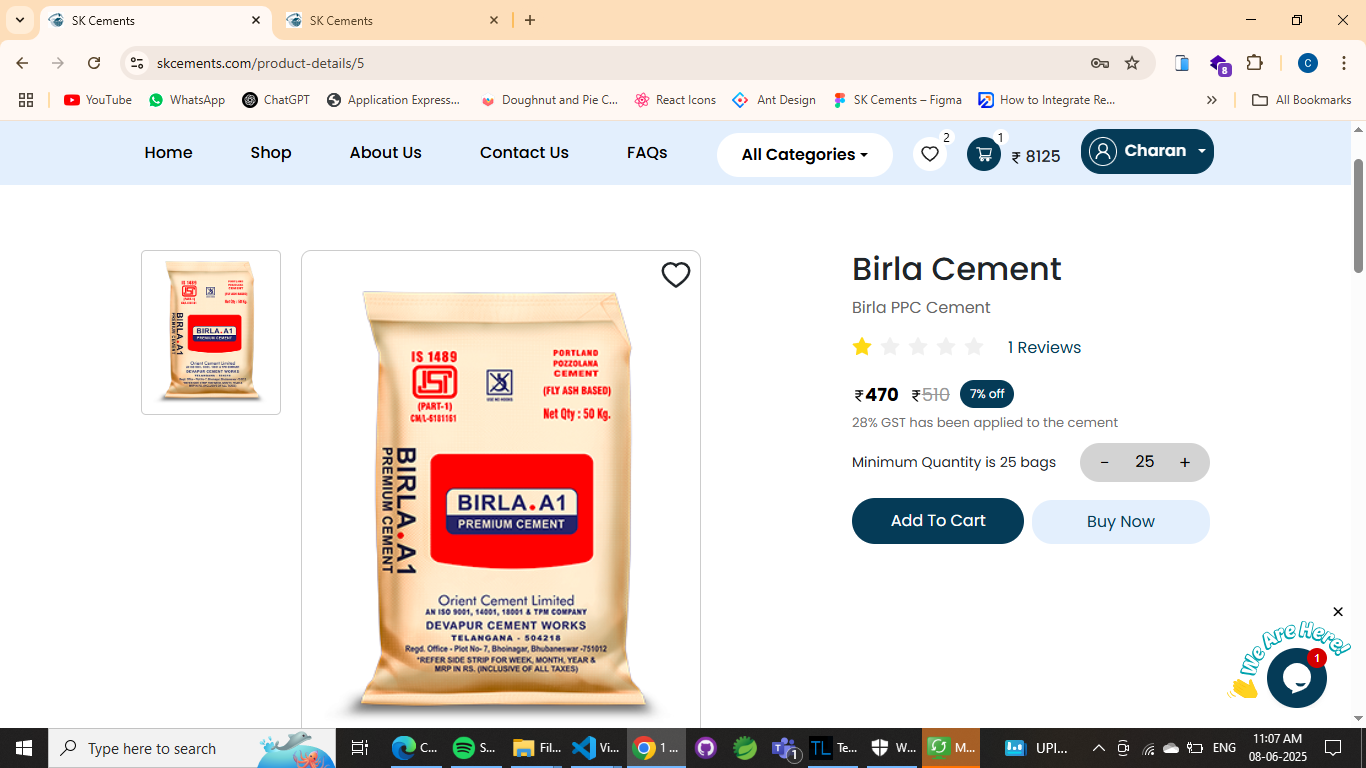 SK Cements
SK Cements
skcements.com/product-details/5
8
C
YouTube
WhatsApp
ChatGPT
Application Express...
Doughnut and Pie C...
React Icons
Ant Design
SK Cements – Figma
How to Integrate Re...
All Bookmarks
Home
Shop
About Us
Contact Us
FAQs
All Categories
2
1
₹ 8125
Charan
IS 1489
PORTLAND
POZZOLANA
CEMENT
(FLY ASH BASED)
Net Qty : 50 Kg.
(PART-1)
CM/L-6181161
USE NO HOOKS
BIRLA.A1
PREMIUM CEMENT
BIRLA.A1
PREMIUM CEMENT
Orient Cement Limited
AN ISO 9001, 14001, 18001 & TPM COMPANY
DEVAPUR CEMENT WORKS
TELANGANA - 504218
Regd. Office - Plot No- 7, Bhoinagar, Bhubaneswar -751012
*REFER SIDE STRIP FOR WEEK, MONTH, YEAR &
MRP IN RS. (INCLUSIVE OF ALL TAXES)
Birla Cement
Birla PPC Cement
1 Reviews
₹470 ₹510 7% off
28% GST has been applied to the cement
Minimum Quantity is 25 bags
- 25 +
Add To Cart
Buy Now
We Are Here!
1
Type here to search
C...
S...
Fil...
Vi...
1 ...
1
TL
Te...
W...
M...
UPI...
ENG
11:07 AM
08-06-2025